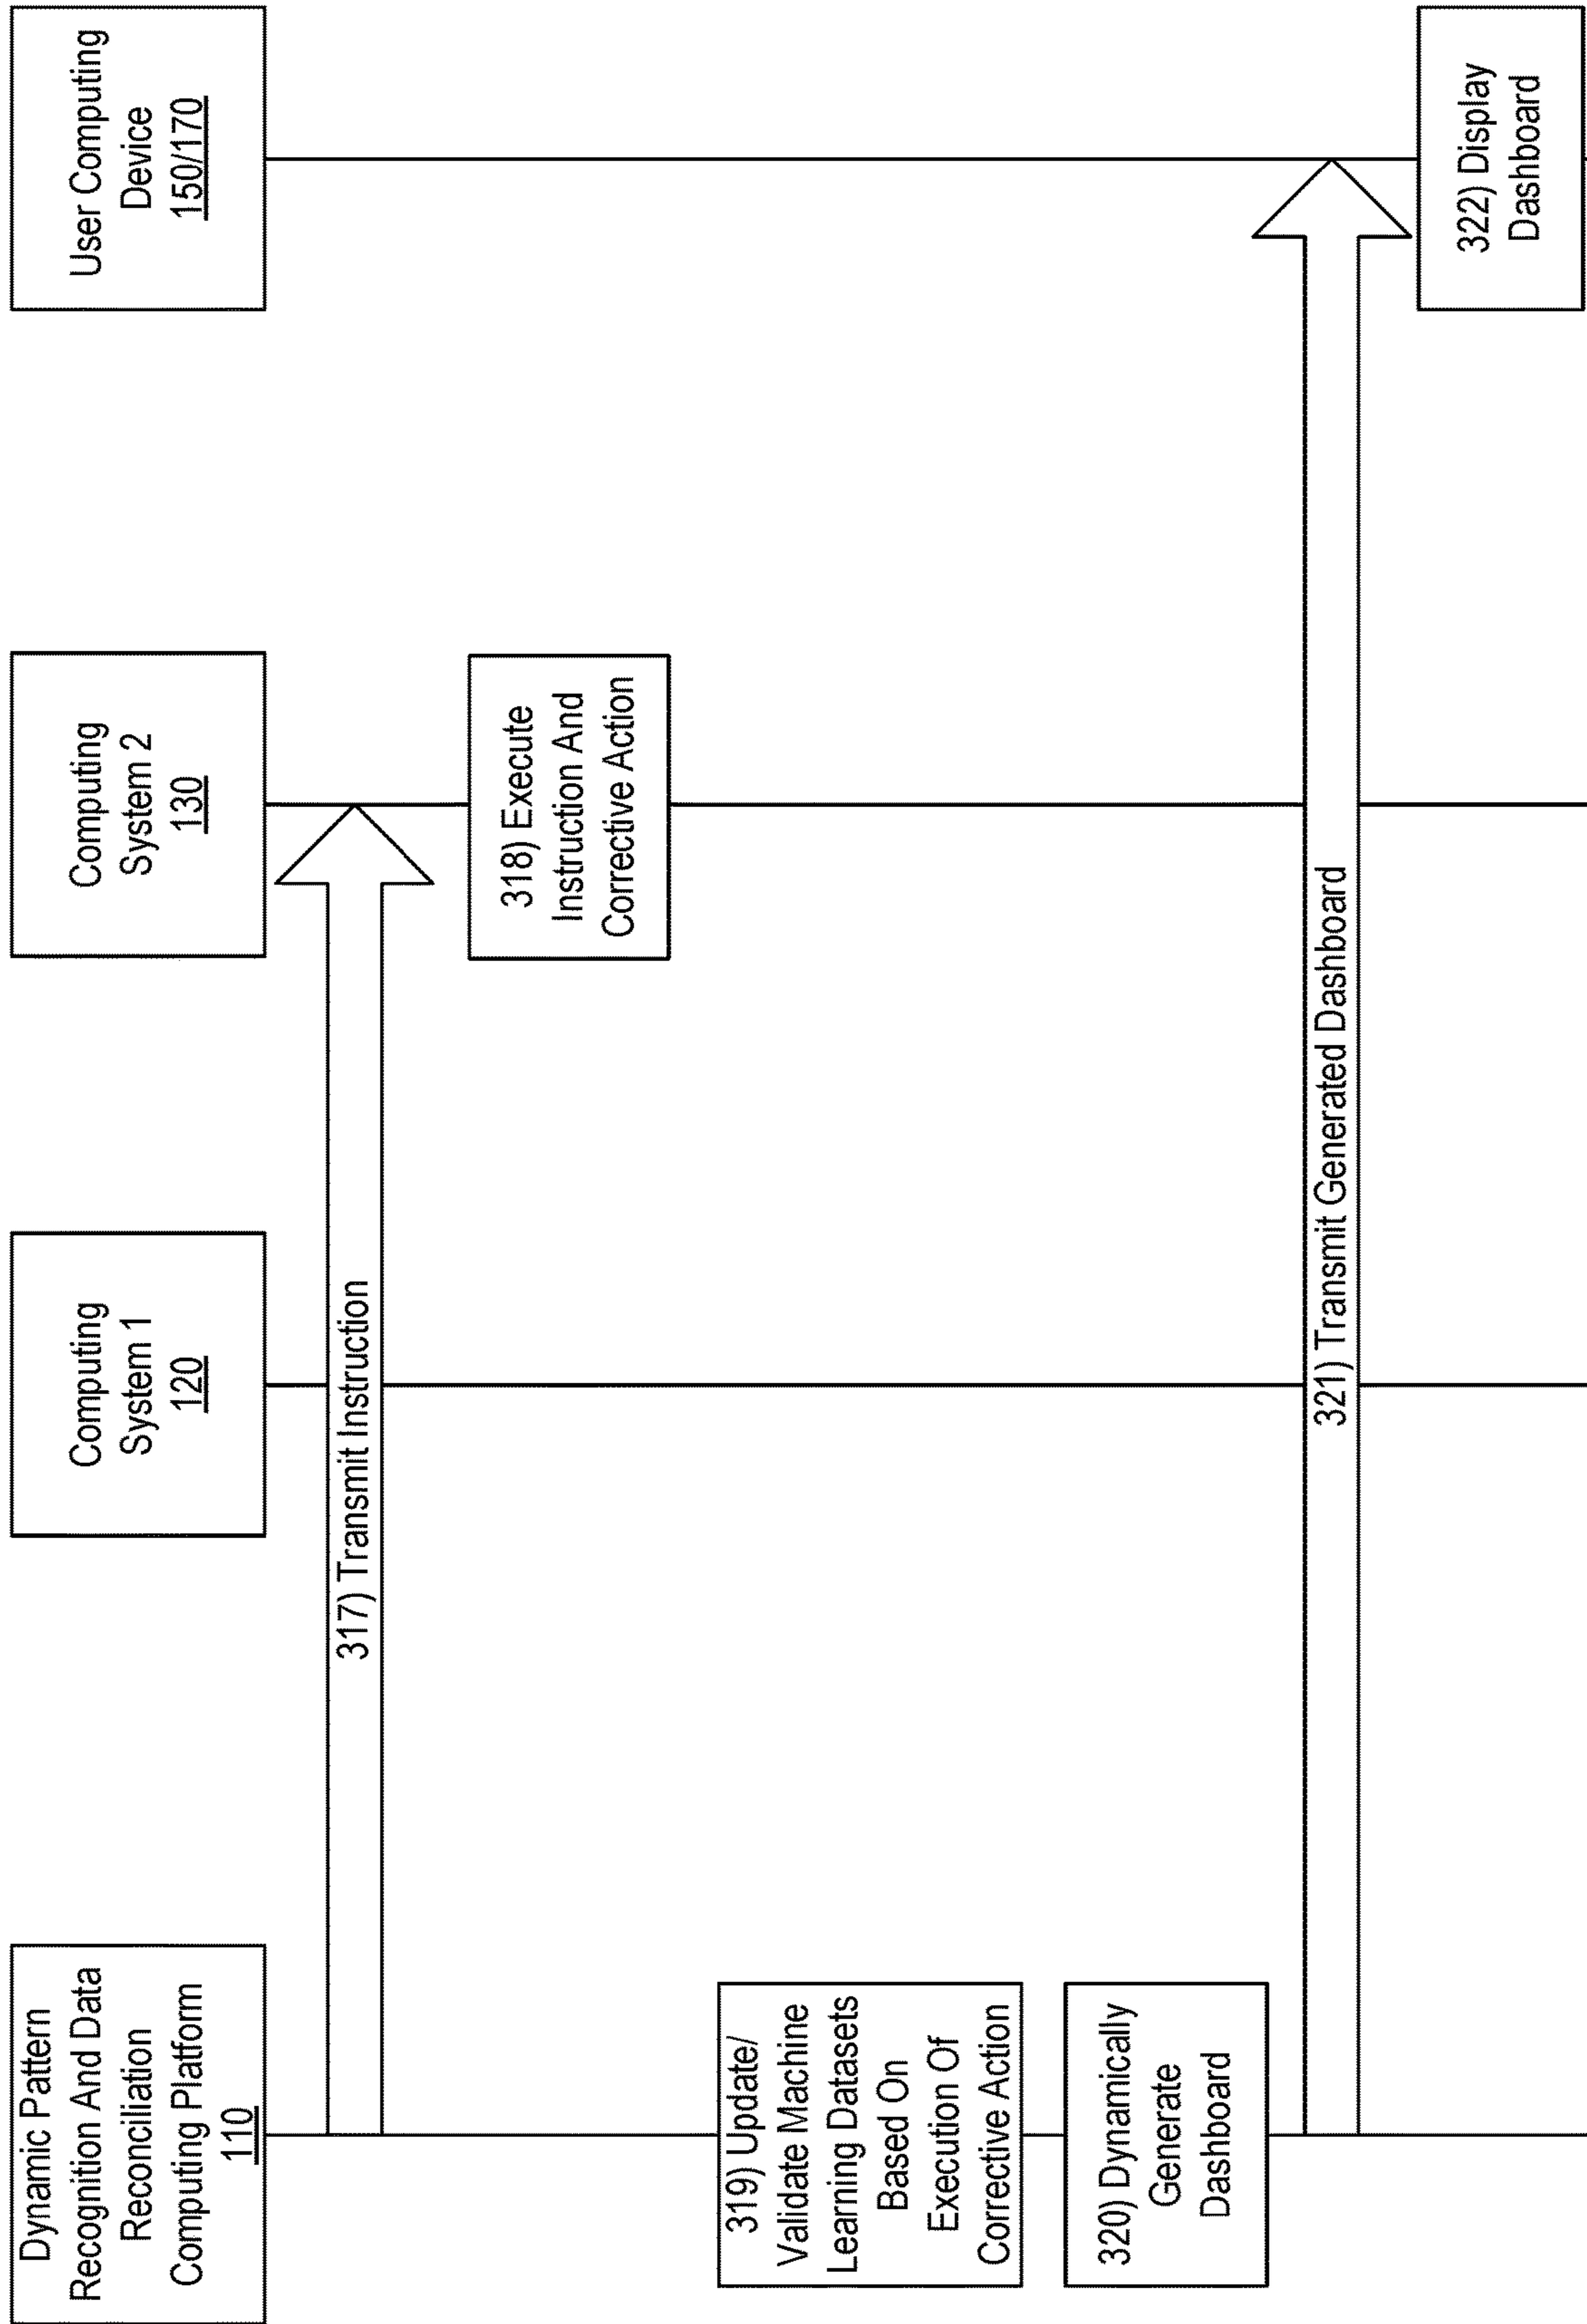 Dynamic Pattern
Recognition And Data
Reconciliation
Computing Platform
110
Computing
System 1
120
Computing
System 2
130
User Computing
Device
150/170
317) Transmit Instruction
318) Execute
Instruction And
Corrective Action
319) Update/
Validate Machine
Learning Datasets
Based On
Execution Of
Corrective Action
320) Dynamically
Generate
Dashboard
321) Transmit Generated Dashboard
322) Display
Dashboard